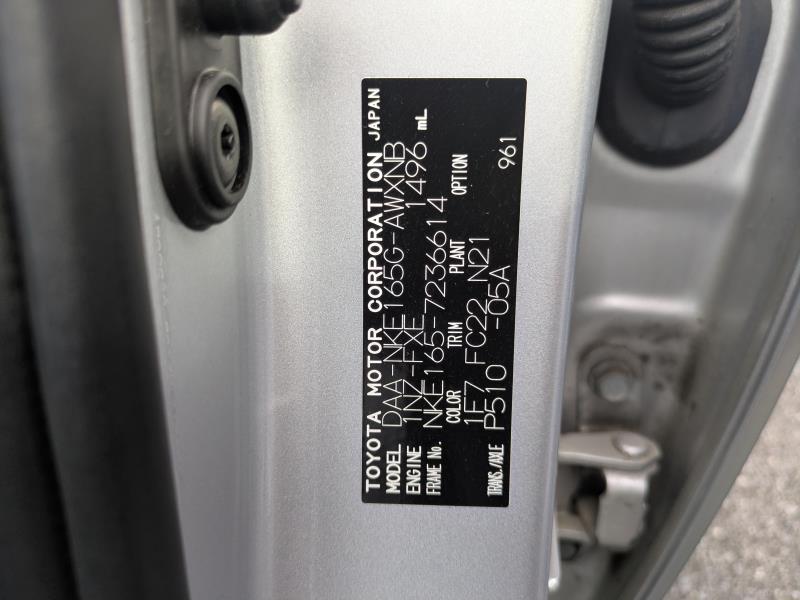 TOYOTA MOTOR CORPORATION JAPAN
MODEL DAA-NKE165G-AWXNB
ENGINE 1NZ-FXE 1496 mL
FRAME No. NKE165-7236614
COLOR TRIM PLANT OPTION
1F7 FC22 N21
TRANS./AXLE P510 -05A 961